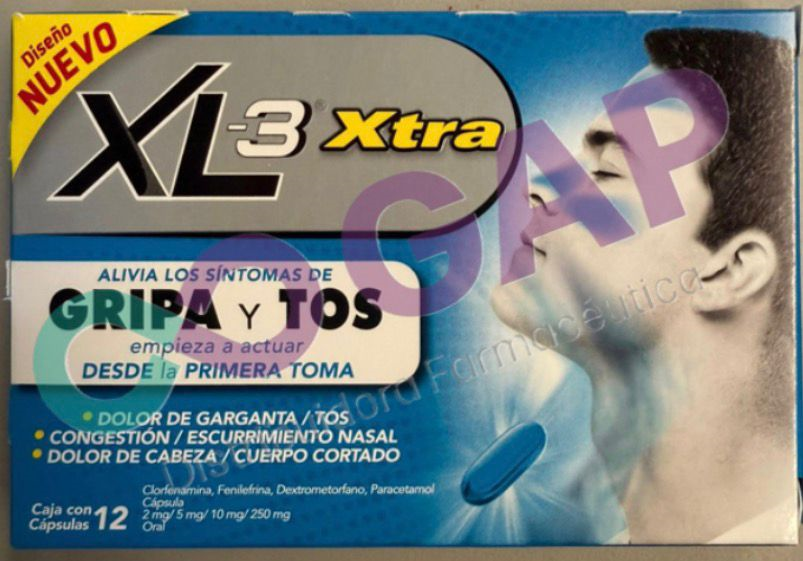 Diseño
NUEVO
XL-3® Xtra
COGAP
Distribuidora Farmacéutica
ALIVIA LOS SÍNTOMAS DE
GRIPA Y TOS
empieza a actuar
DESDE la PRIMERA TOMA
• DOLOR DE GARGANTA / TOS
• CONGESTIÓN / ESCURRIMIENTO NASAL
• DOLOR DE CABEZA / CUERPO CORTADO
Clorfenamina, Fenilefrina, Dextrometorfano, Paracetamol
Cápsula
2 mg/ 5 mg/ 10 mg/ 250 mg
Oral
Caja con
Cápsulas 12